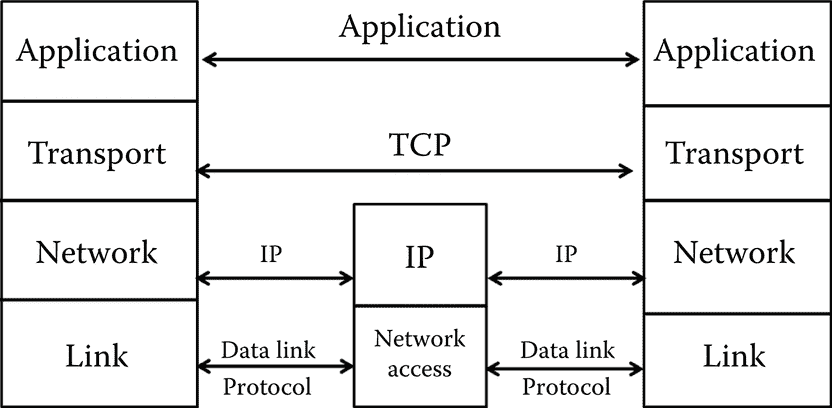 Application
Application
Application
Transport
TCP
Transport
Network
IP
IP
IP
Network
Link
Data link
Protocol
Network
access
Data link
Protocol
Link